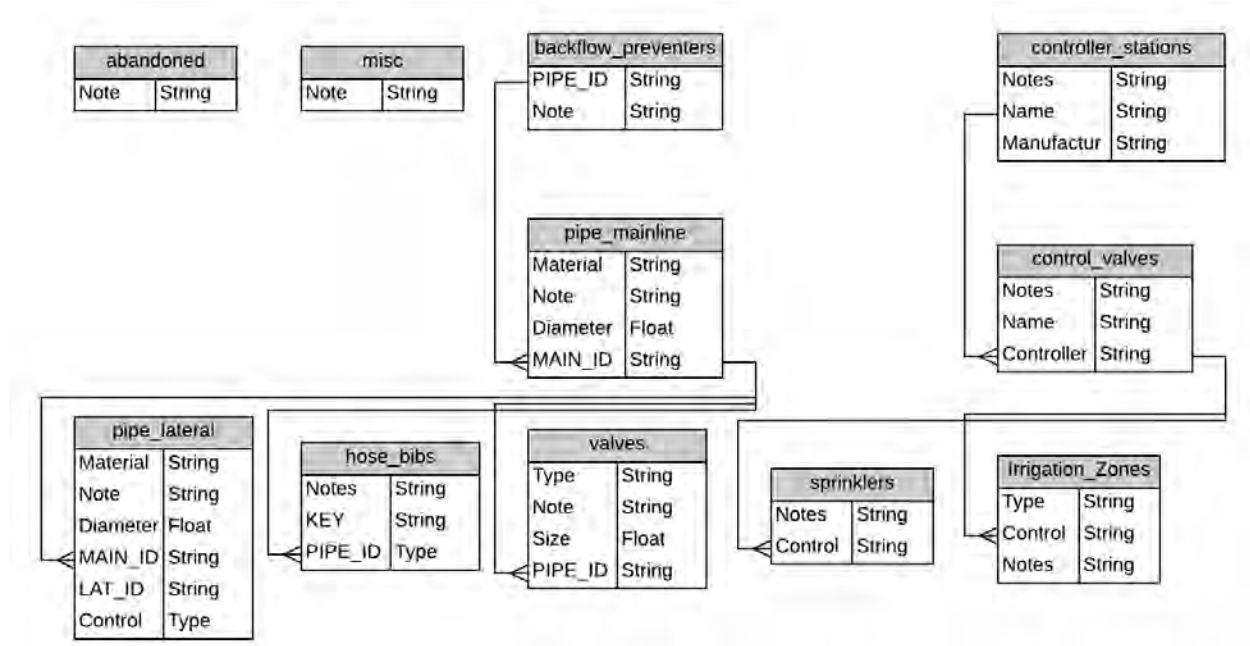 abandoned
Note String
misc
Note String
backflow_preventers
PIPE_ID String
Note String
controller_stations
Notes String
Name String
Manufactur String
pipe_mainline
Material String
Note String
Diameter Float
MAIN_ID String
control_valves
Notes String
Name String
Controller String
pipe_lateral
Material String
Note String
Diameter Float
MAIN_ID String
LAT_ID String
Control Type
hose_bibs
Notes String
KEY String
PIPE_ID Type
valves
Type String
Note String
Size Float
PIPE_ID String
sprinklers
Notes String
Control String
Irrigation_Zones
Type String
Control String
Notes String